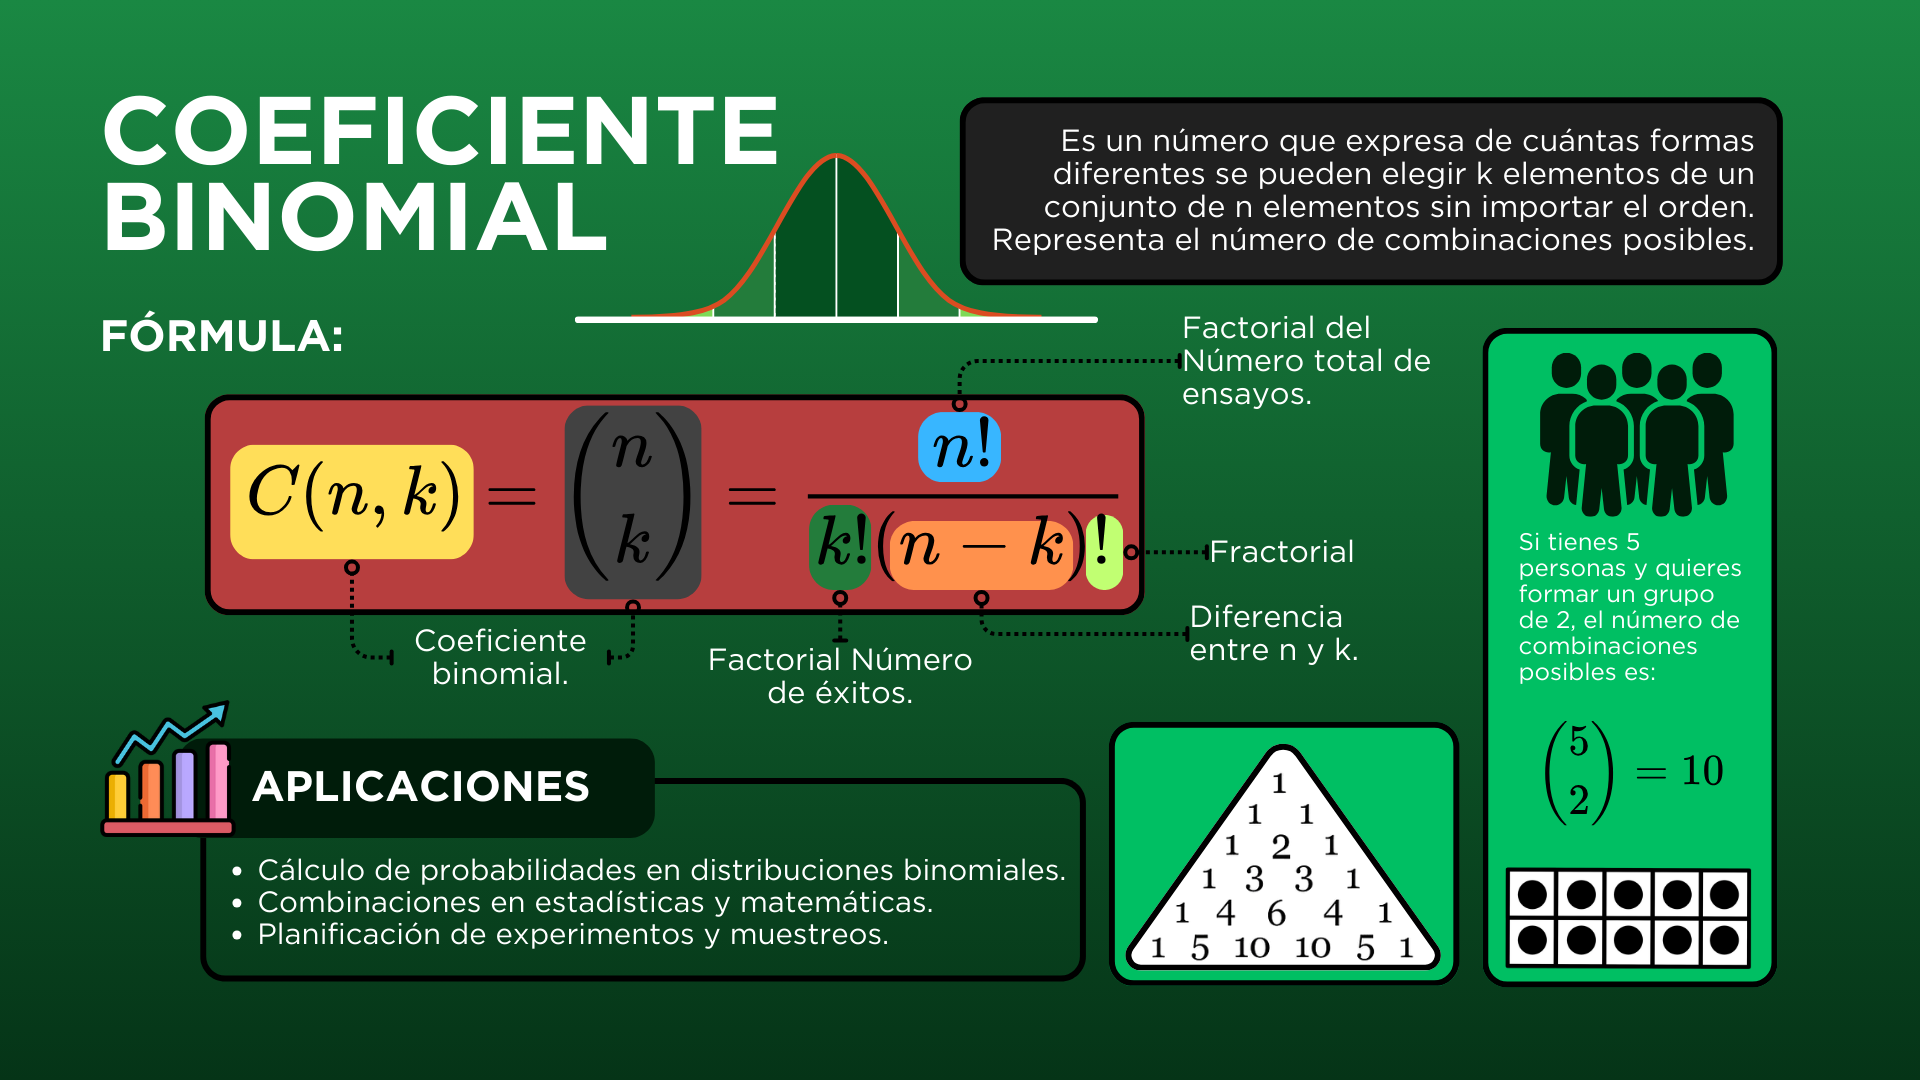 COEFICIENTE
BINOMIAL
Es un número que expresa de cuántas formas
diferentes se pueden elegir k elementos de un
conjunto de n elementos sin importar el orden.
Representa el número de combinaciones posibles.
FÓRMULA:
Factorial del
Número total de
ensayos.
C(n, k) = (n k) = n! / k!(n − k)!
Fractorial
Diferencia
entre n y k.
Coeficiente
binomial.
Factorial Número
de éxitos.
Si tienes 5
personas y quieres
formar un grupo
de 2, el número de
combinaciones
posibles es:
(5 2) = 10
APLICACIONES
• Cálculo de probabilidades en distribuciones binomiales.
• Combinaciones en estadísticas y matemáticas.
• Planificación de experimentos y muestreos.
1
1 1
1 2 1
1 3 3 1
1 4 6 4 1
1 5 10 10 5 1